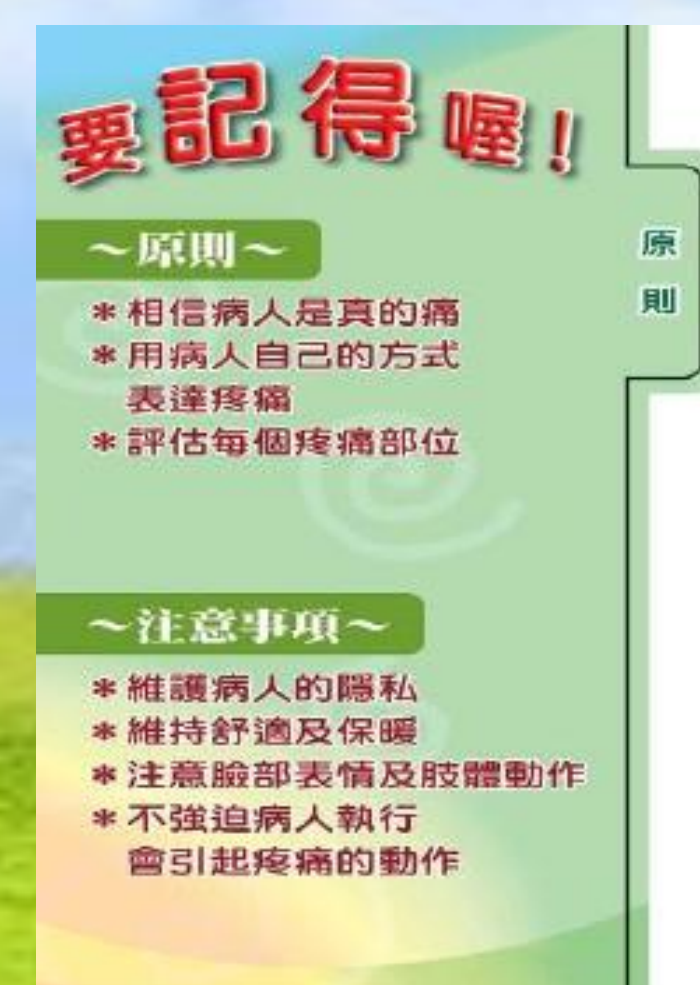 要記得喔！
～原則～
＊相信病人是真的痛
＊用病人自己的方式
表達疼痛
＊評估每個疼痛部位
～注意事項～
＊維護病人的隱私
＊維持舒適及保暖
＊注意臉部表情及肢體動作
＊不強迫病人執行
會引起疼痛的動作
原
則